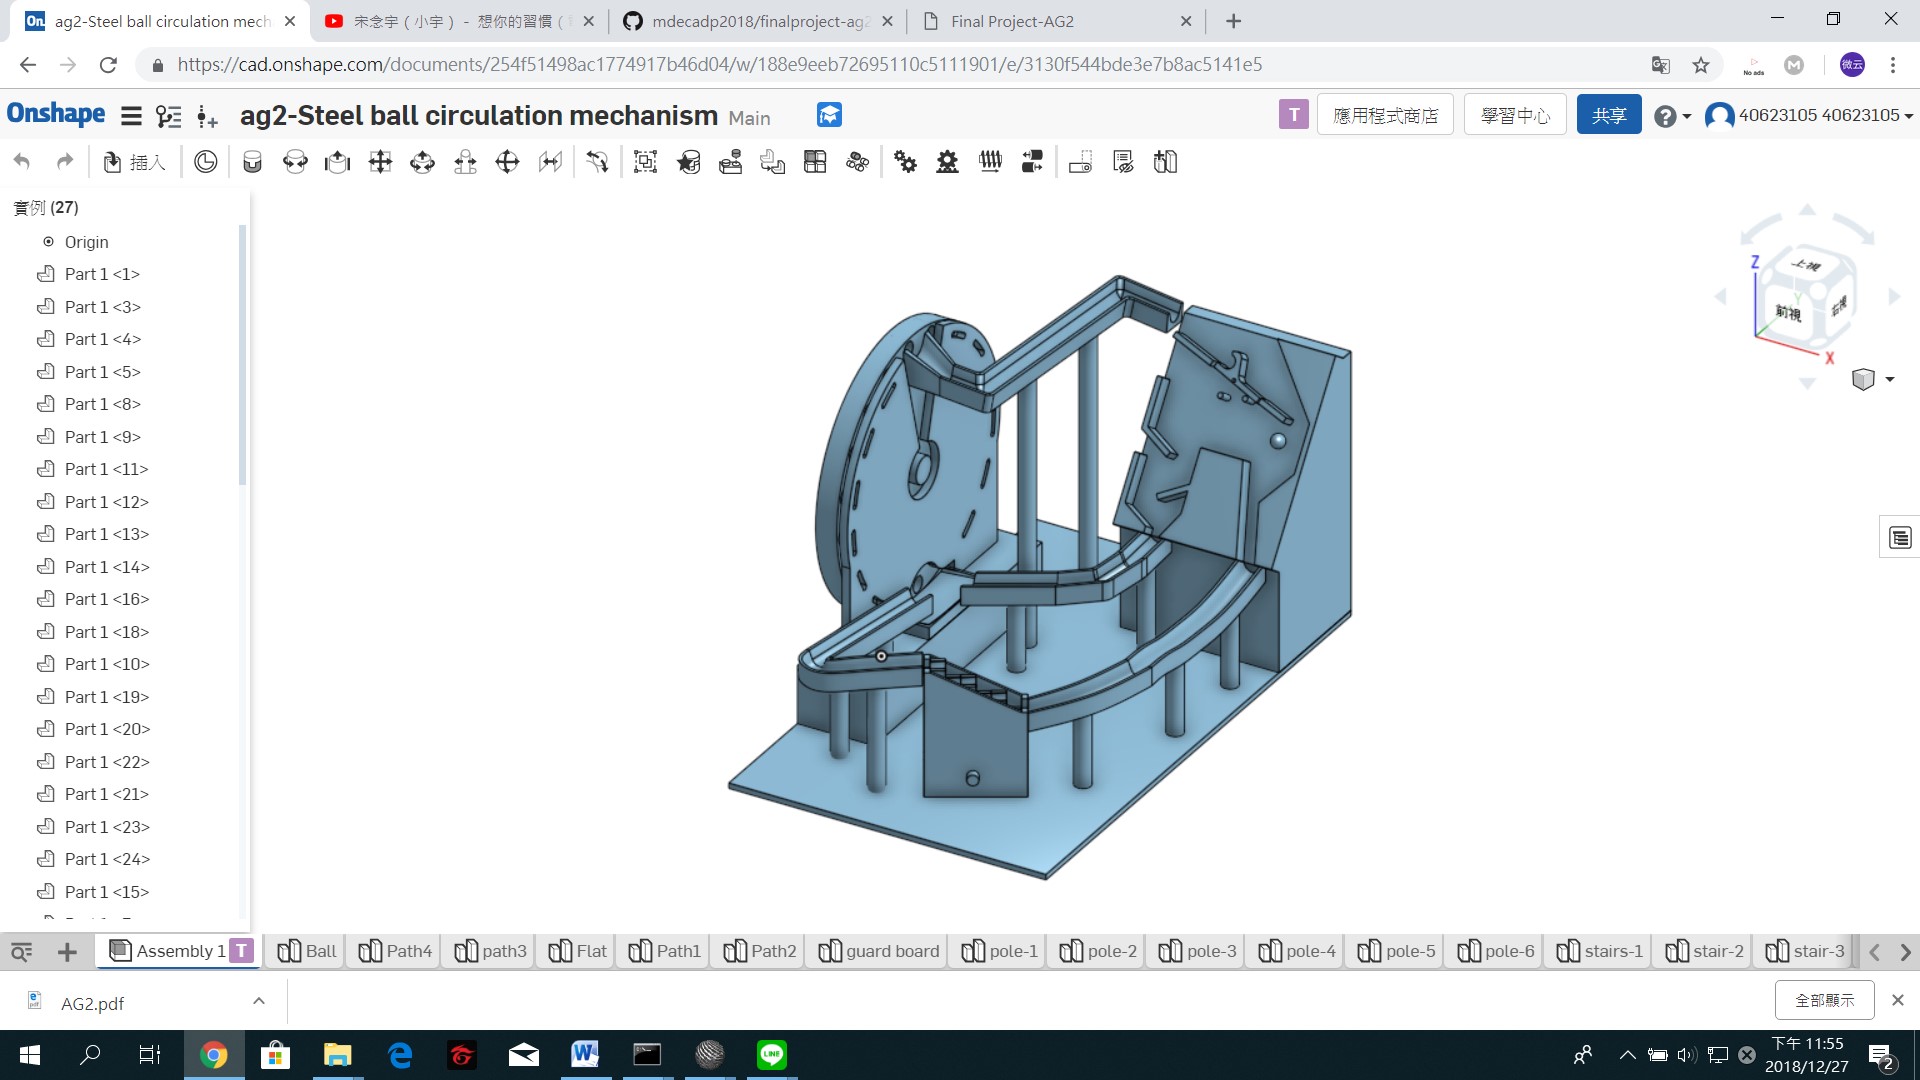 ag2-Steel ball circulation mech
宋念宇（小宇） - 想你的習慣（
mdecadp2018/finalproject-ag2
Final Project-AG2
https://cad.onshape.com/documents/254f51498ac1774917b46d04/w/188e9eeb72695110c5111901/e/3130f544bde3e7b8ac5141e5
No ads
M
微云
Onshape
ag2-Steel ball circulation mechanism Main
T
應用程式商店
學習中心
共享
40623105 40623105
插入
實例 (27)
Origin
Part 1 <1>
Part 1 <3>
Part 1 <4>
Part 1 <5>
Part 1 <8>
Part 1 <9>
Part 1 <11>
Part 1 <12>
Part 1 <13>
Part 1 <14>
Part 1 <16>
Part 1 <18>
Part 1 <10>
Part 1 <19>
Part 1 <20>
Part 1 <22>
Part 1 <21>
Part 1 <23>
Part 1 <24>
Part 1 <15>
Z
上視
Y
前視
右視
X
Assembly 1 T
Ball
Path4
path3
Flat
Path1
Path2
guard board
pole-1
pole-2
pole-3
pole-4
pole-5
pole-6
stairs-1
stair-2
stair-3
AG2.pdf
全部顯示
LINE
下午 11:55
2018/12/27
2